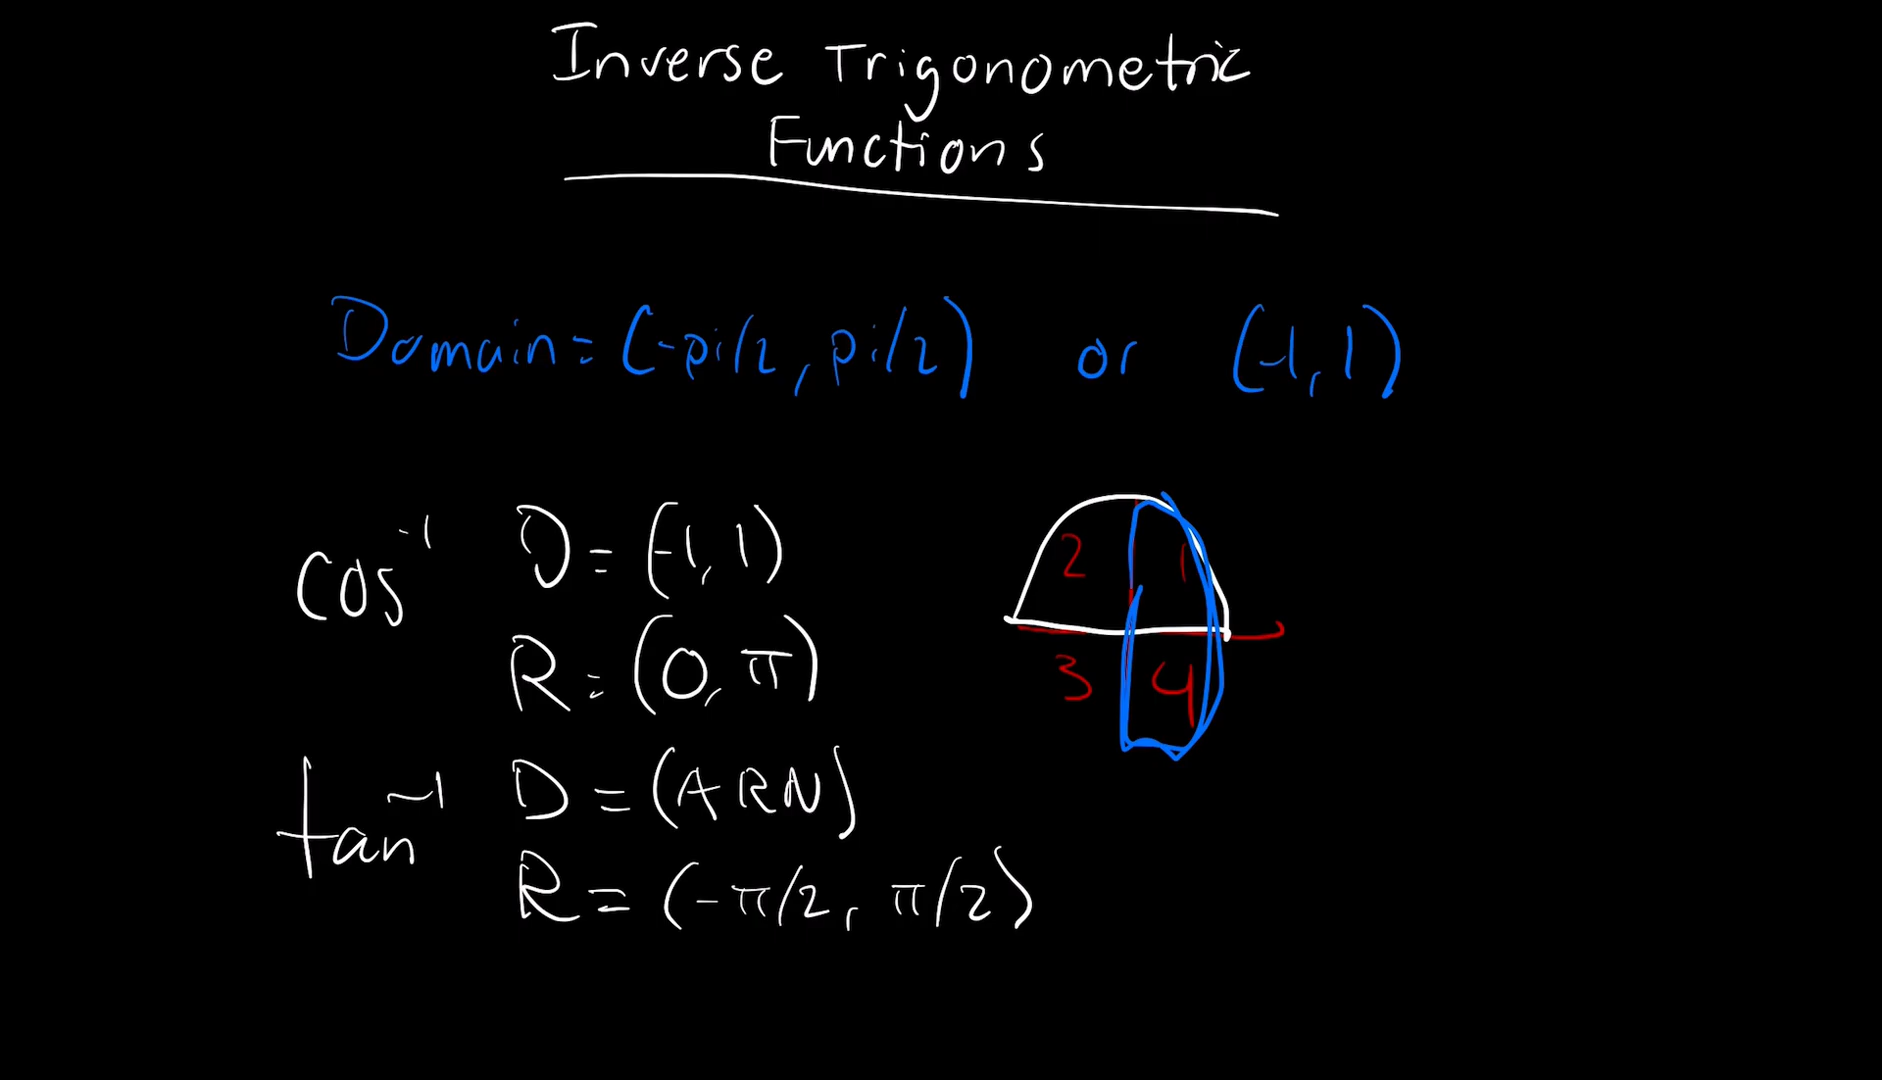 Inverse Trigonometric
Functions
Domain = (-pi/2, pi/2) or (-1, 1)
cos⁻¹ D = (-1, 1)
R = (0, π)
2 1
3 4
tan⁻¹ D = (ARN)
R = (-π/2, π/2)